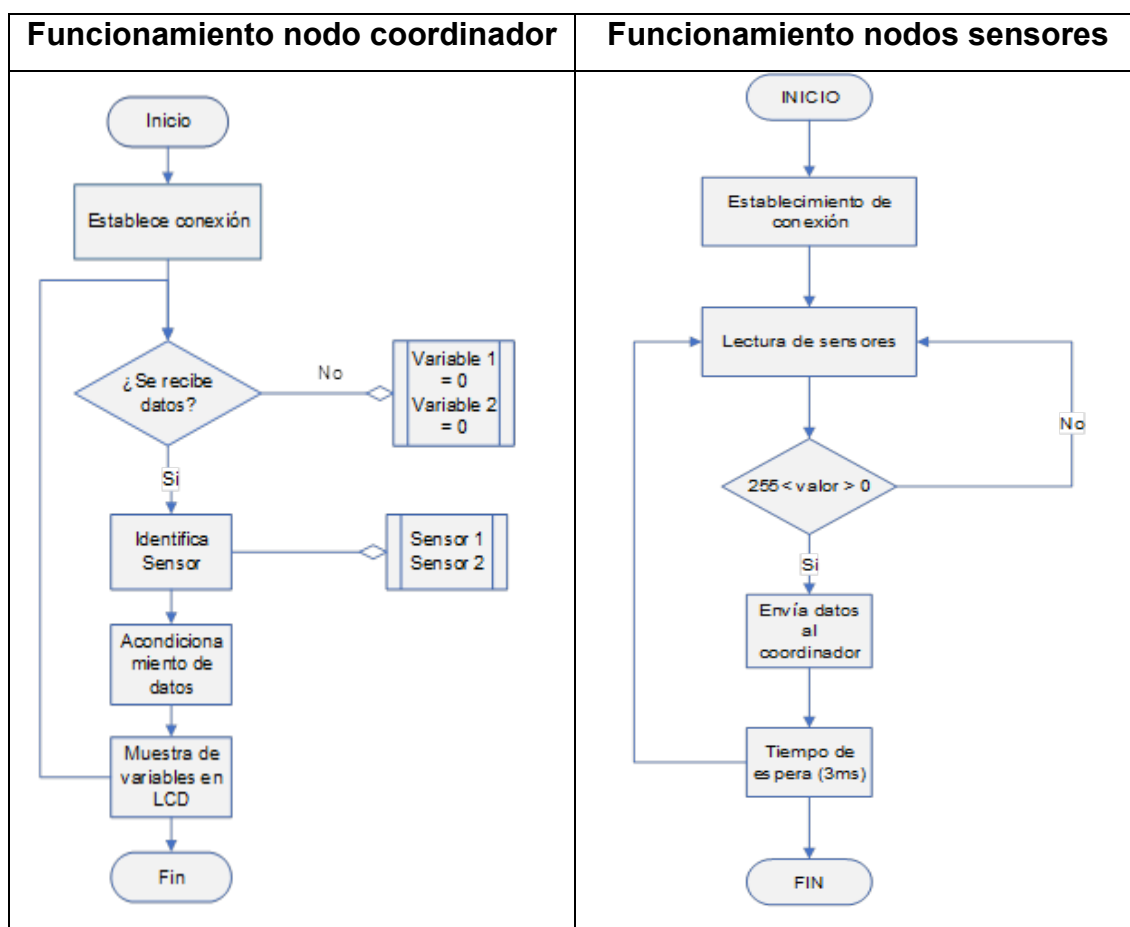 Funcionamiento nodo coordinador
Inicio
Establece conexión
¿Se recibe
datos?
No
Variable 1
= 0
Variable 2
= 0
Si
Identifica
Sensor
Sensor 1
Sensor 2
Acondiciona
miento de
datos
Muestra de
variables en
LCD
Fin
Funcionamiento nodos sensores
INICIO
Establecimiento de
conexión
Lectura de sensores
No
255 < valor > 0
Si
Envía datos
al
coordinador
Tiempo de
espera (3ms)
FIN